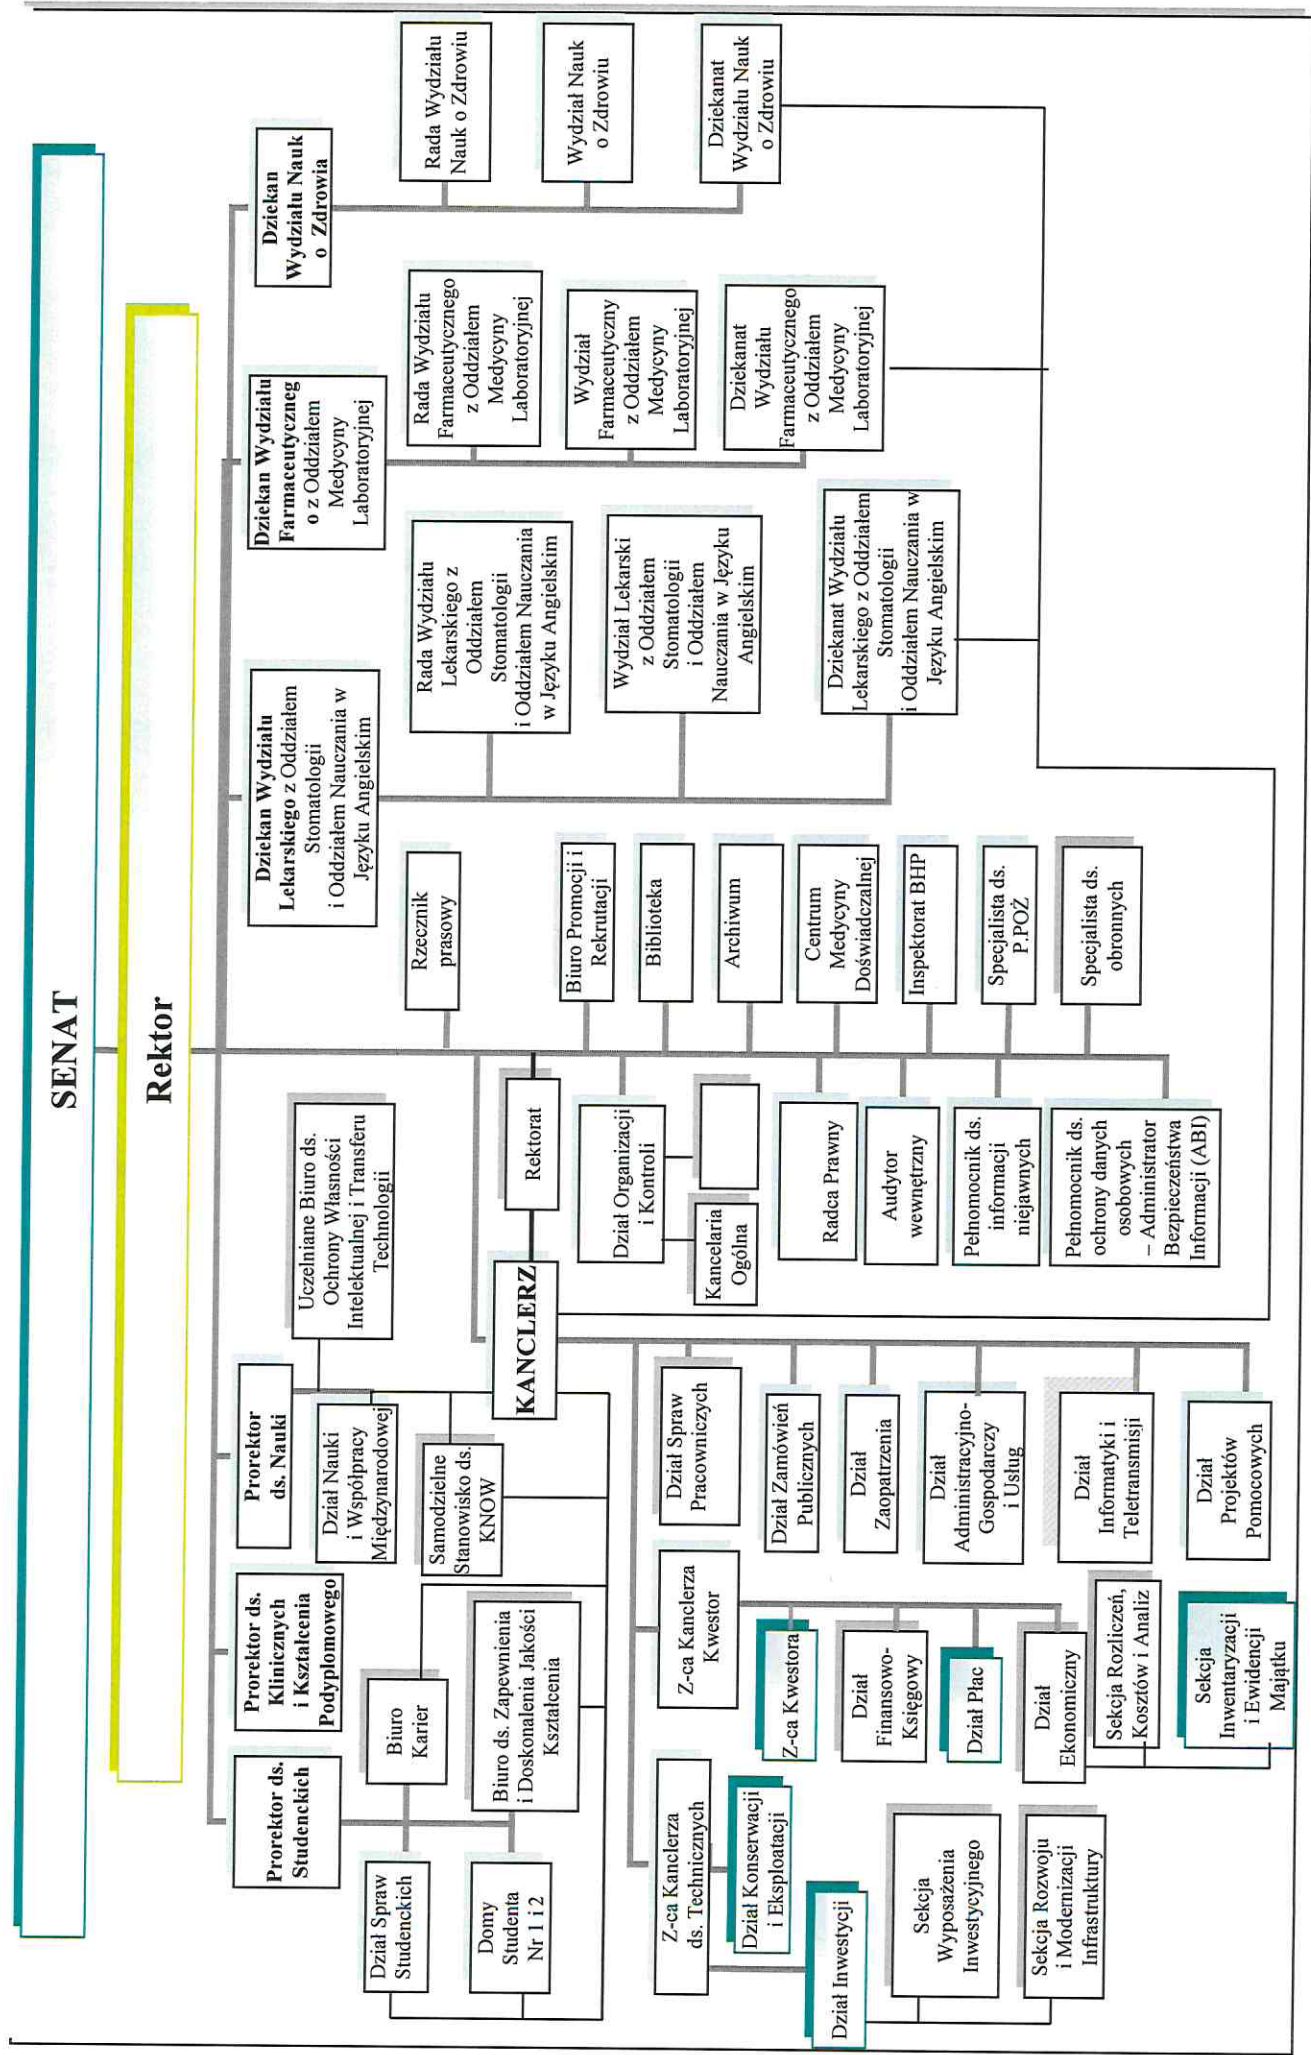 SENAT
Rektor
Prorektor ds.
Studenckich
Prorektor ds.
Klinicznych
i Kształcenia
Podyplomowego
Prorektor
ds. Nauki
Dziekan Wydziału
Lekarskiego z Oddziałem
Stomatologii
i Oddziałem Nauczania w
Języku Angielskim
Dziekan Wydziału
Farmaceutyczneg
o z Oddziałem
Medycyny
Laboratoryjnej
Dziekan
Wydziału Nauk
o Zdrowia
Uczelniane Biuro ds.
Ochrony Własności
Intelektualnej i Transferu
Technologii
Dział Nauki
i Współpracy
Międzynarodowej
Samodzielne
Stanowisko ds.
KNOW
Biuro
Karier
Dział Spraw
Studenckich
Domy
Studenta
Nr 1 i 2
Biuro ds. Zapewnienia
i Doskonalenia Jakości
Kształcenia
KANCLERZ
Rektorat
Rzecznik
prasowy
Rada Wydziału
Lekarskiego z
Oddziałem
Stomatologii
i Oddziałem Nauczania
w Języku Angielskim
Rada Wydziału
Farmaceutycznego
z Oddziałem
Medycyny
Laboratoryjnej
Rada Wydziału
Nauk o Zdrowiu
Dział Organizacji
i Kontroli
Kancelaria
Ogólna
Biuro Promocji i
Rekrutacji
Biblioteka
Archiwum
Centrum
Medycyny
Doświadczalnej
Inspektorat BHP
Specjalista ds.
P.POŻ
Specjalista ds.
obronnych
Radca Prawny
Audytor
wewnętrzny
Pełnomocnik ds.
informacji
niejawnych
Pełnomocnik ds.
ochrony danych
osobowych
– Administrator
Bezpieczeństwa
Informacji (ABI)
Wydział Lekarski
z Oddziałem
Stomatologii
i Oddziałem
Nauczania w Języku
Angielskim
Wydział
Farmaceutyczny
z Oddziałem
Medycyny
Laboratoryjnej
Wydział Nauk
o Zdrowiu
Dziekanat Wydziału
Lekarskiego z Oddziałem
Stomatologii
i Oddziałem Nauczania w
Języku Angielskim
Dziekanat
Wydziału
Farmaceutycznego
z Oddziałem
Medycyny
Laboratoryjnej
Dziekanat
Wydziału Nauk
o Zdrowiu
Z-ca Kanclerza
ds. Technicznych
Z-ca Kanclerza
Kwestor
Dział Spraw
Pracowniczych
Dział Konserwacji
i Eksploatacji
Z-ca Kwestora
Dział Zamówień
Publicznych
Dział Inwestycji
Dział
Finansowo-
Księgowy
Dział
Zaopatrzenia
Sekcja
Wyposażenia
Inwestycyjnego
Dział Płac
Dział
Administracyjno-
Gospodarczy
i Usług
Sekcja Rozwoju
i Modernizacji
Infrastruktury
Dział
Ekonomiczny
Dział
Informatyki i
Teletransmisji
Sekcja Rozliczeń,
Kosztów i Analiz
Sekcja
Inwentaryzacji
i Ewidencji
Majątku
Dział
Projektów
Pomocowych